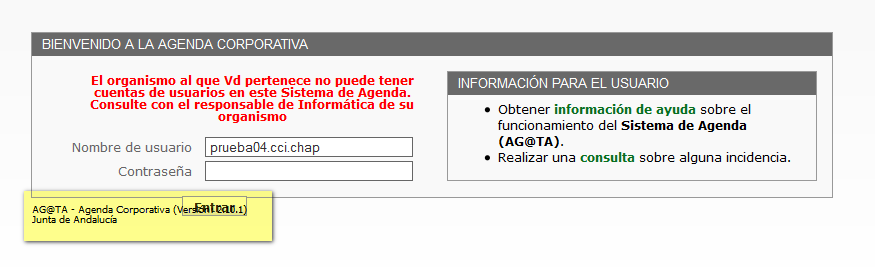 BIENVENIDO A LA AGENDA CORPORATIVA
El organismo al que Vd pertenece no puede tener
cuentas de usuarios en este Sistema de Agenda.
Consulte con el responsable de Informática de su
organismo
Nombre de usuario prueba04.cci.chap
Contraseña
Entrar
INFORMACIÓN PARA EL USUARIO
Obtener información de ayuda sobre el
funcionamiento del Sistema de Agenda
(AG@TA).
Realizar una consulta sobre alguna incidencia.
AG@TA - Agenda Corporativa (Versión: 2.10.1)
Junta de Andalucía